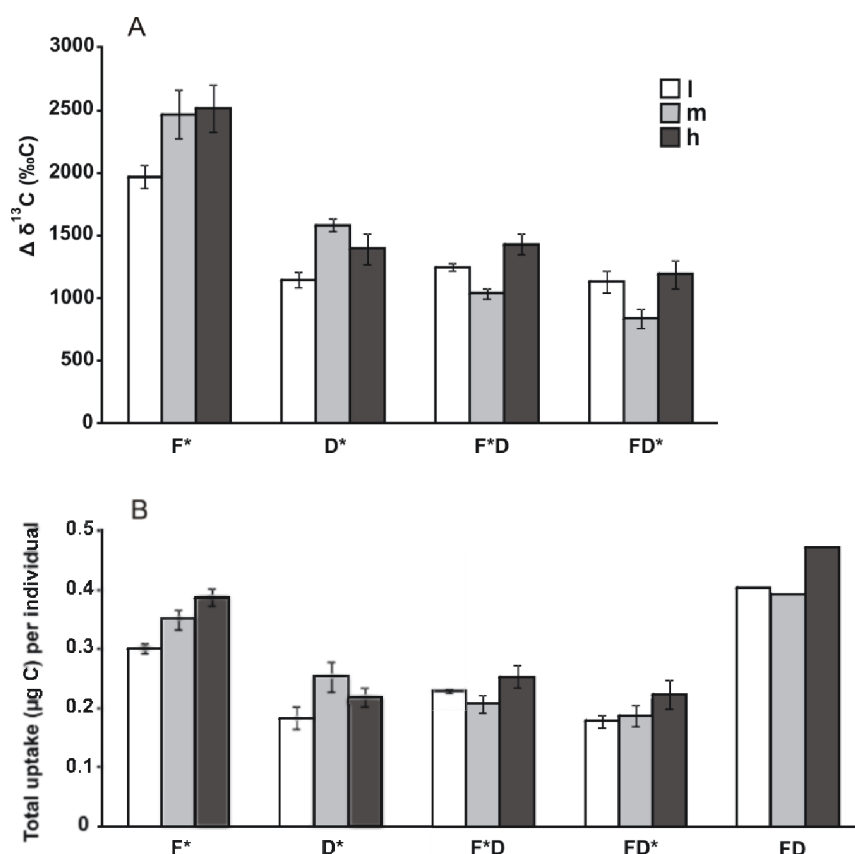 A
3000
2500
2000
1500
1000
500
0
Δ δ13C (‰C)
l
m
h
F* D* F*D FD*
B
0.5
0.4
0.3
0.2
0.1
0
Total uptake (µg C) per individual
F* D* F*D FD* FD